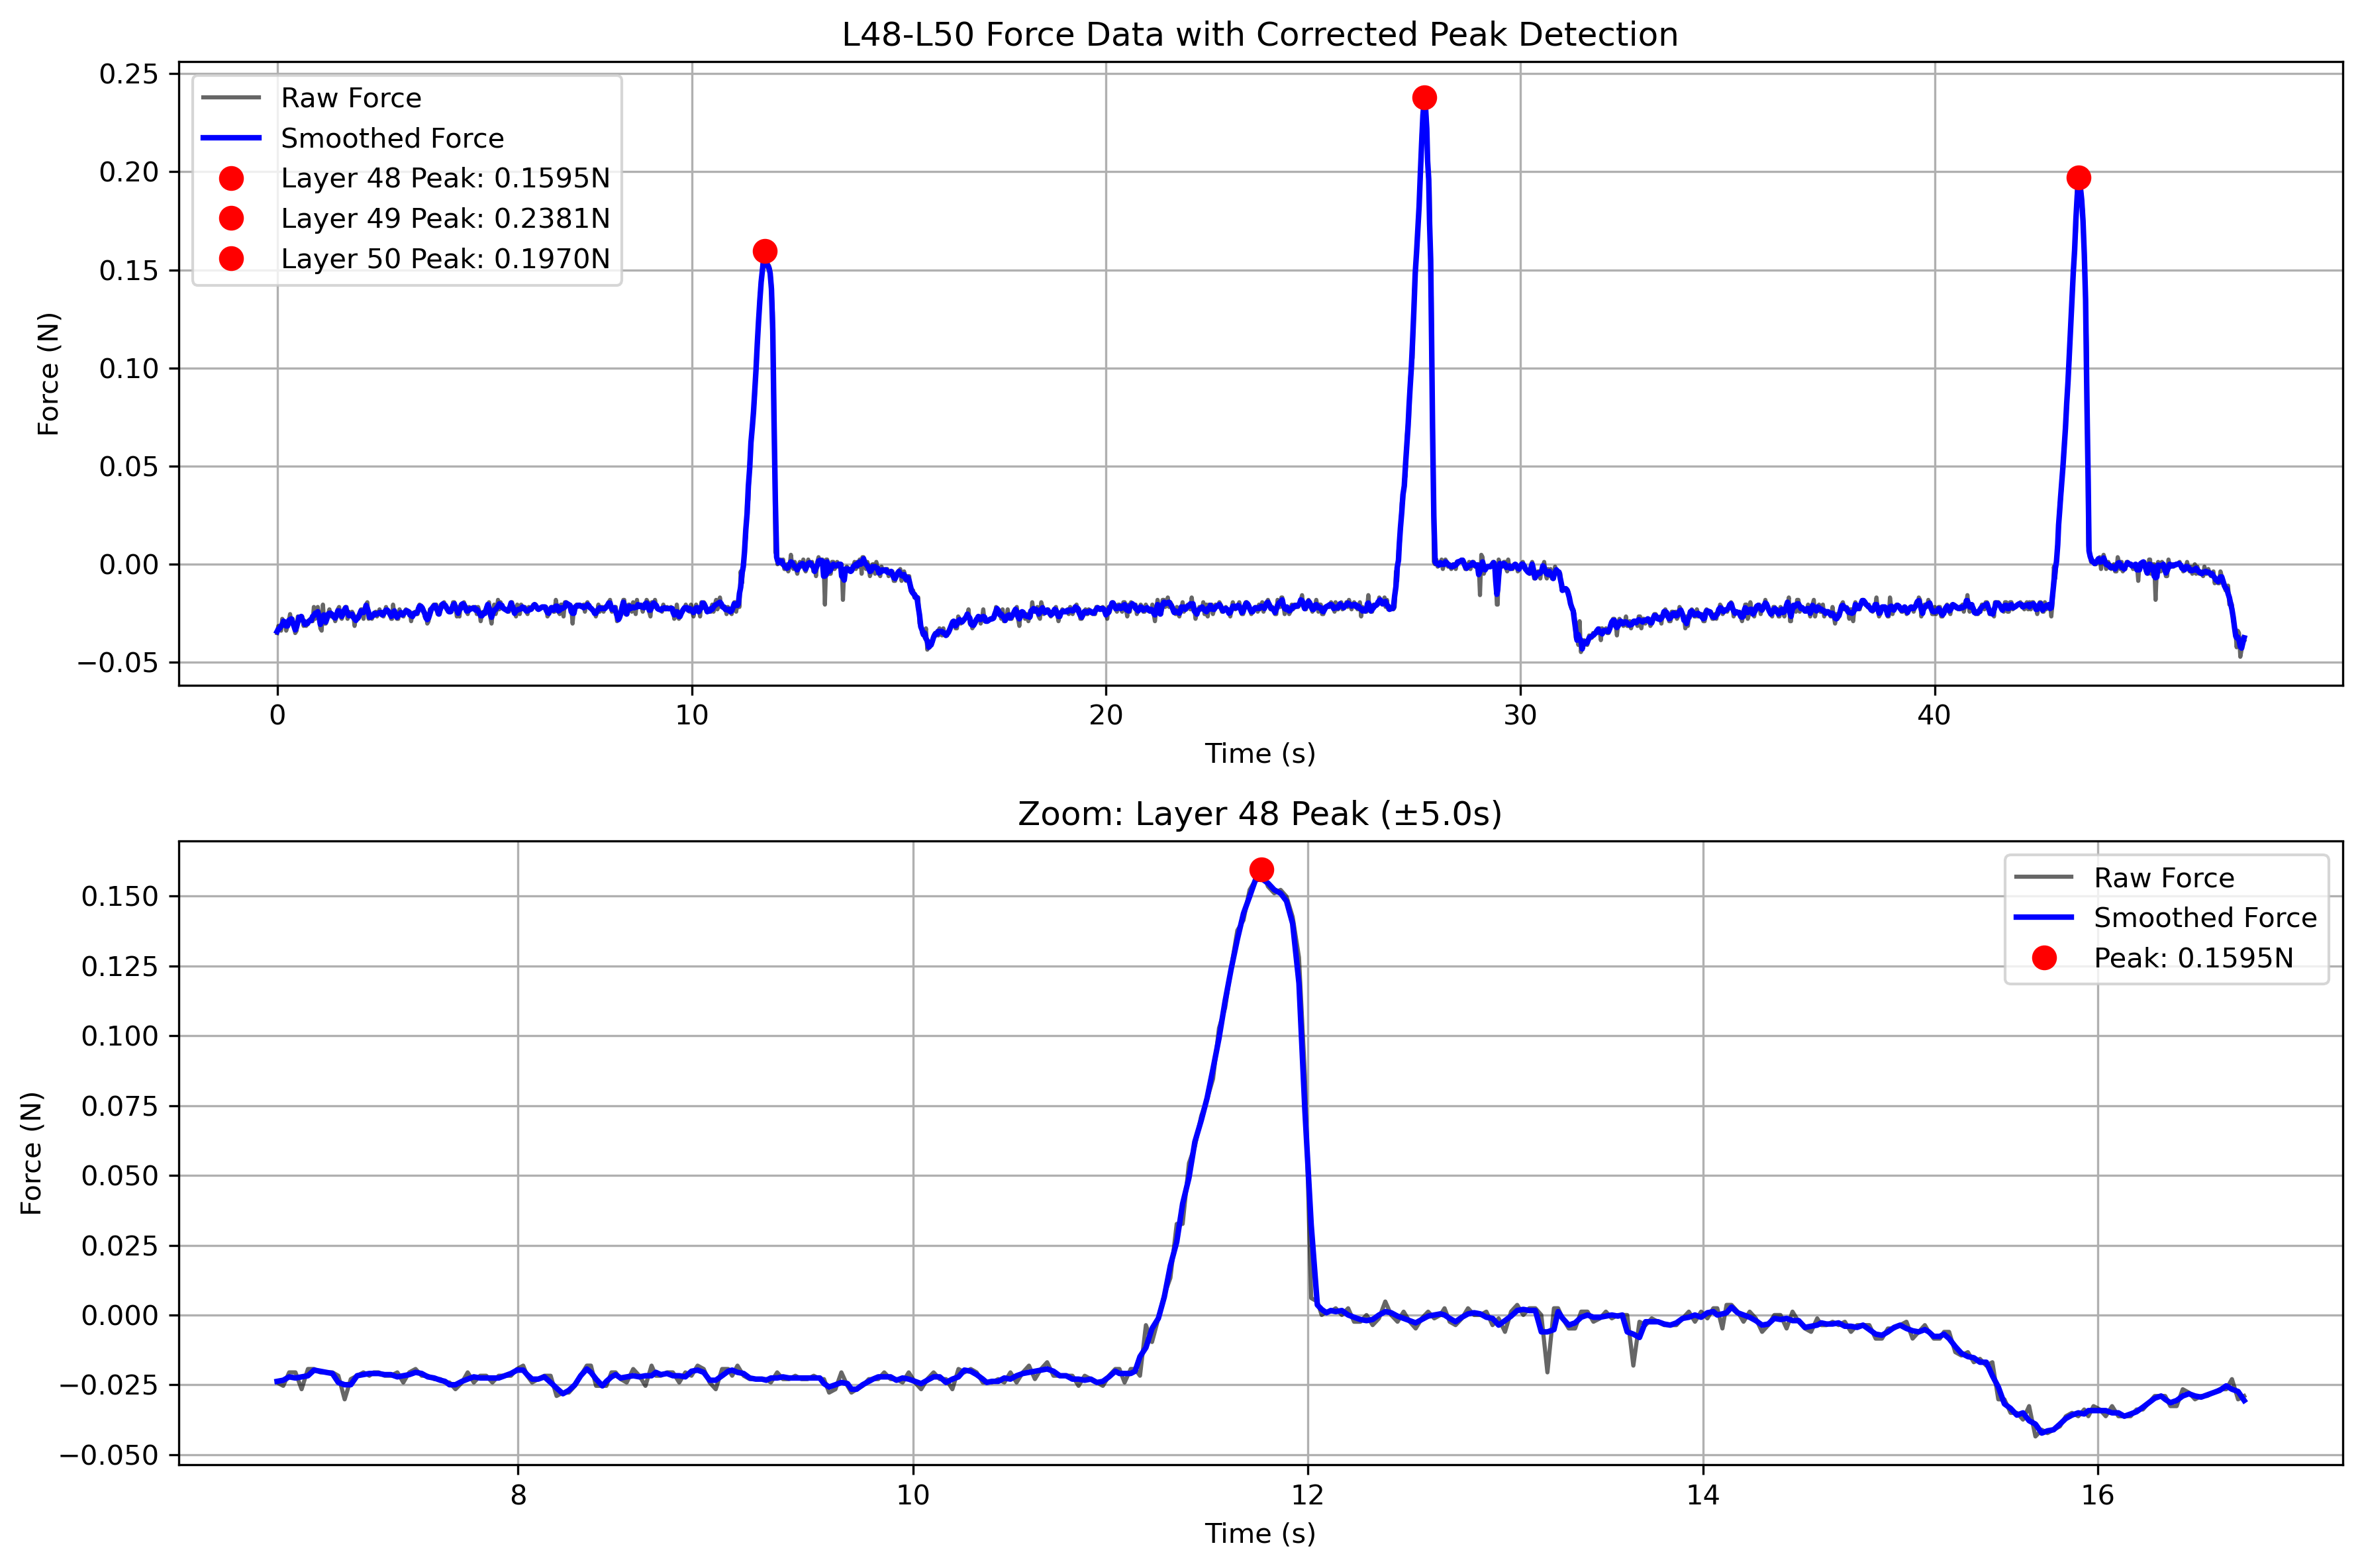 L48-L50 Force Data with Corrected Peak Detection
0.25
0.20
0.15
0.10
0.05
0.00
−0.05
Force (N)
Raw Force
Smoothed Force
Layer 48 Peak: 0.1595N
Layer 49 Peak: 0.2381N
Layer 50 Peak: 0.1970N
0 10 20 30 40
Time (s)
Zoom: Layer 48 Peak (±5.0s)
0.150
0.125
0.100
0.075
0.050
0.025
0.000
−0.025
−0.050
Force (N)
Raw Force
Smoothed Force
Peak: 0.1595N
8 10 12 14 16
Time (s)